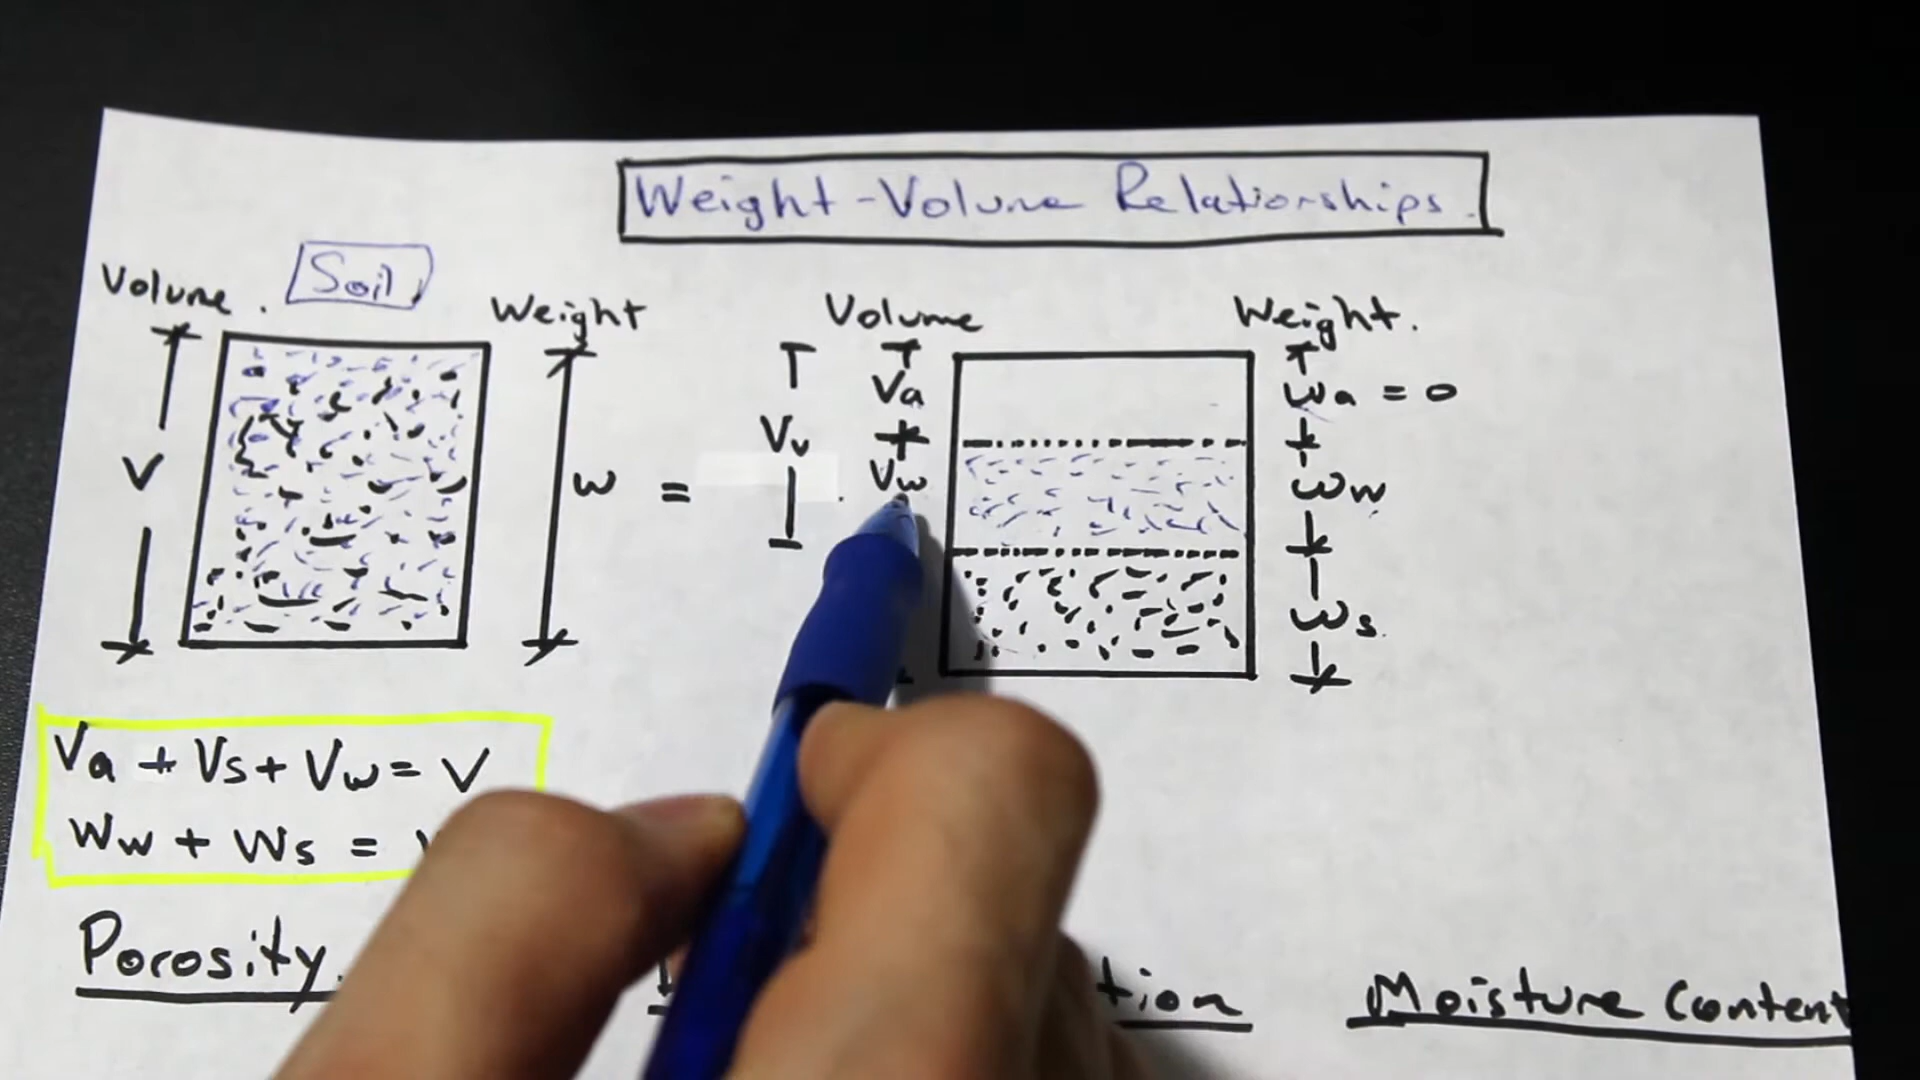 Weight-Volume Relationships.
Soil
Volume.
Weight
V
w
=
Volume
Vv
Va
Vw
Weight.
wa = 0
ww
ws.
Va + Vs + Vw = V
Ww + Ws =
Porosity.
Moisture Content